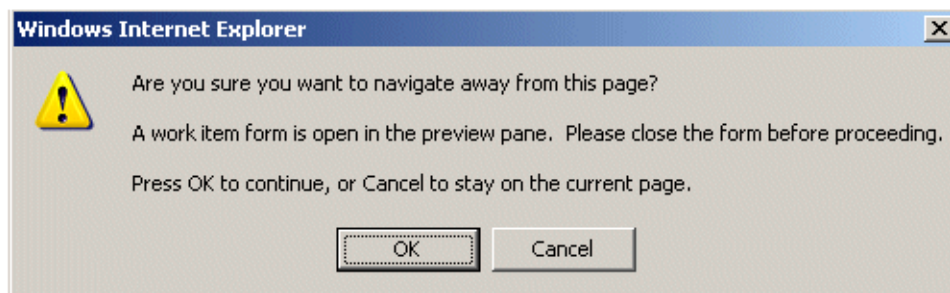 Windows Internet Explorer
Are you sure you want to navigate away from this page?
A work item form is open in the preview pane.  Please close the form before proceeding.
Press OK to continue, or Cancel to stay on the current page.
OK
Cancel